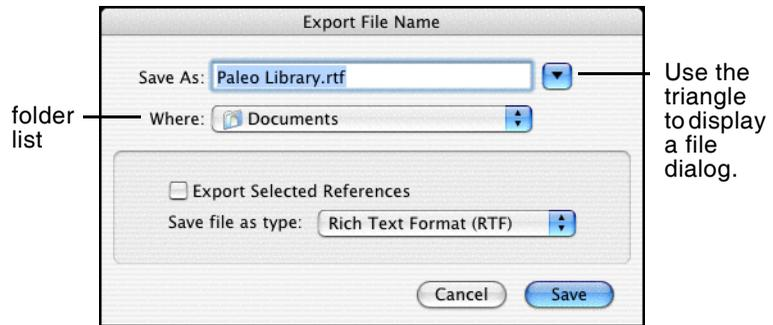 Export File Name
Save As: Paleo Library.rtf
Use the
triangle
to display
a file
dialog.
folder
list
Where: Documents
Export Selected References
Save file as type: Rich Text Format (RTF)
Cancel Save